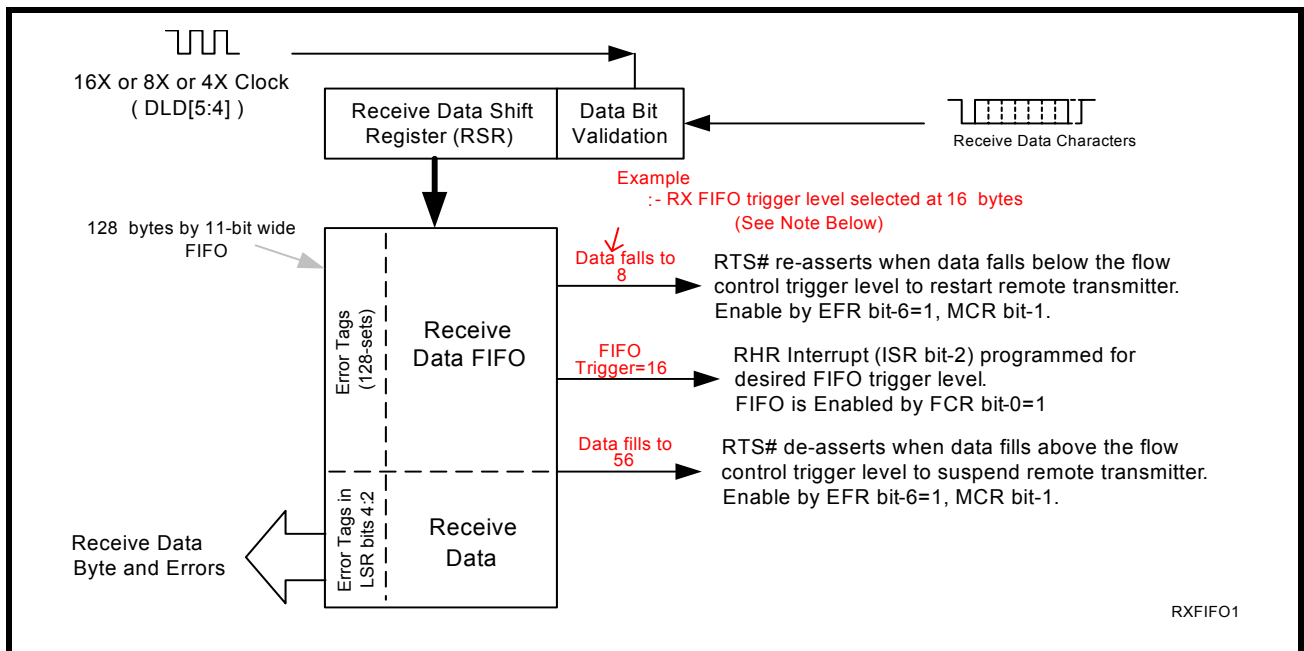 16X or 8X or 4X Clock
( DLD[5:4] )
Receive Data Shift
Register (RSR)
Data Bit
Validation
Receive Data Characters
Example
:- RX FIFO trigger level selected at 16 bytes
(See Note Below)
128 bytes by 11-bit wide
FIFO
Error Tags
(128-sets)
Receive
Data FIFO
Data falls to
8
RTS# re-asserts when data falls below the flow
control trigger level to restart remote transmitter.
Enable by EFR bit-6=1, MCR bit-1.
FIFO
Trigger=16
RHR Interrupt (ISR bit-2) programmed for
desired FIFO trigger level.
FIFO is Enabled by FCR bit-0=1
Data fills to
56
RTS# de-asserts when data fills above the flow
control trigger level to suspend remote transmitter.
Enable by EFR bit-6=1, MCR bit-1.
Error Tags in
LSR bits 4:2
Receive
Data
Receive Data
Byte and Errors
RXFIFO1